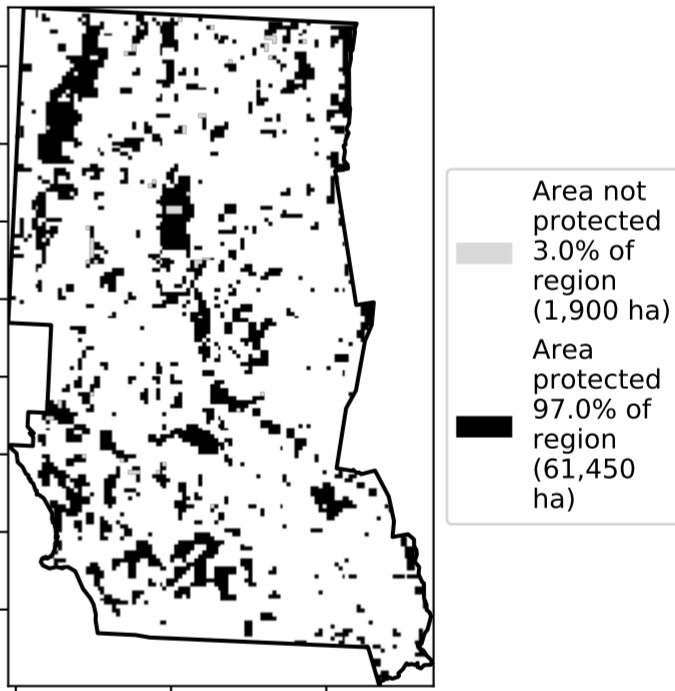 Area not
protected
3.0% of
region
(1,900 ha)
Area
protected
97.0% of
region
(61,450
ha)